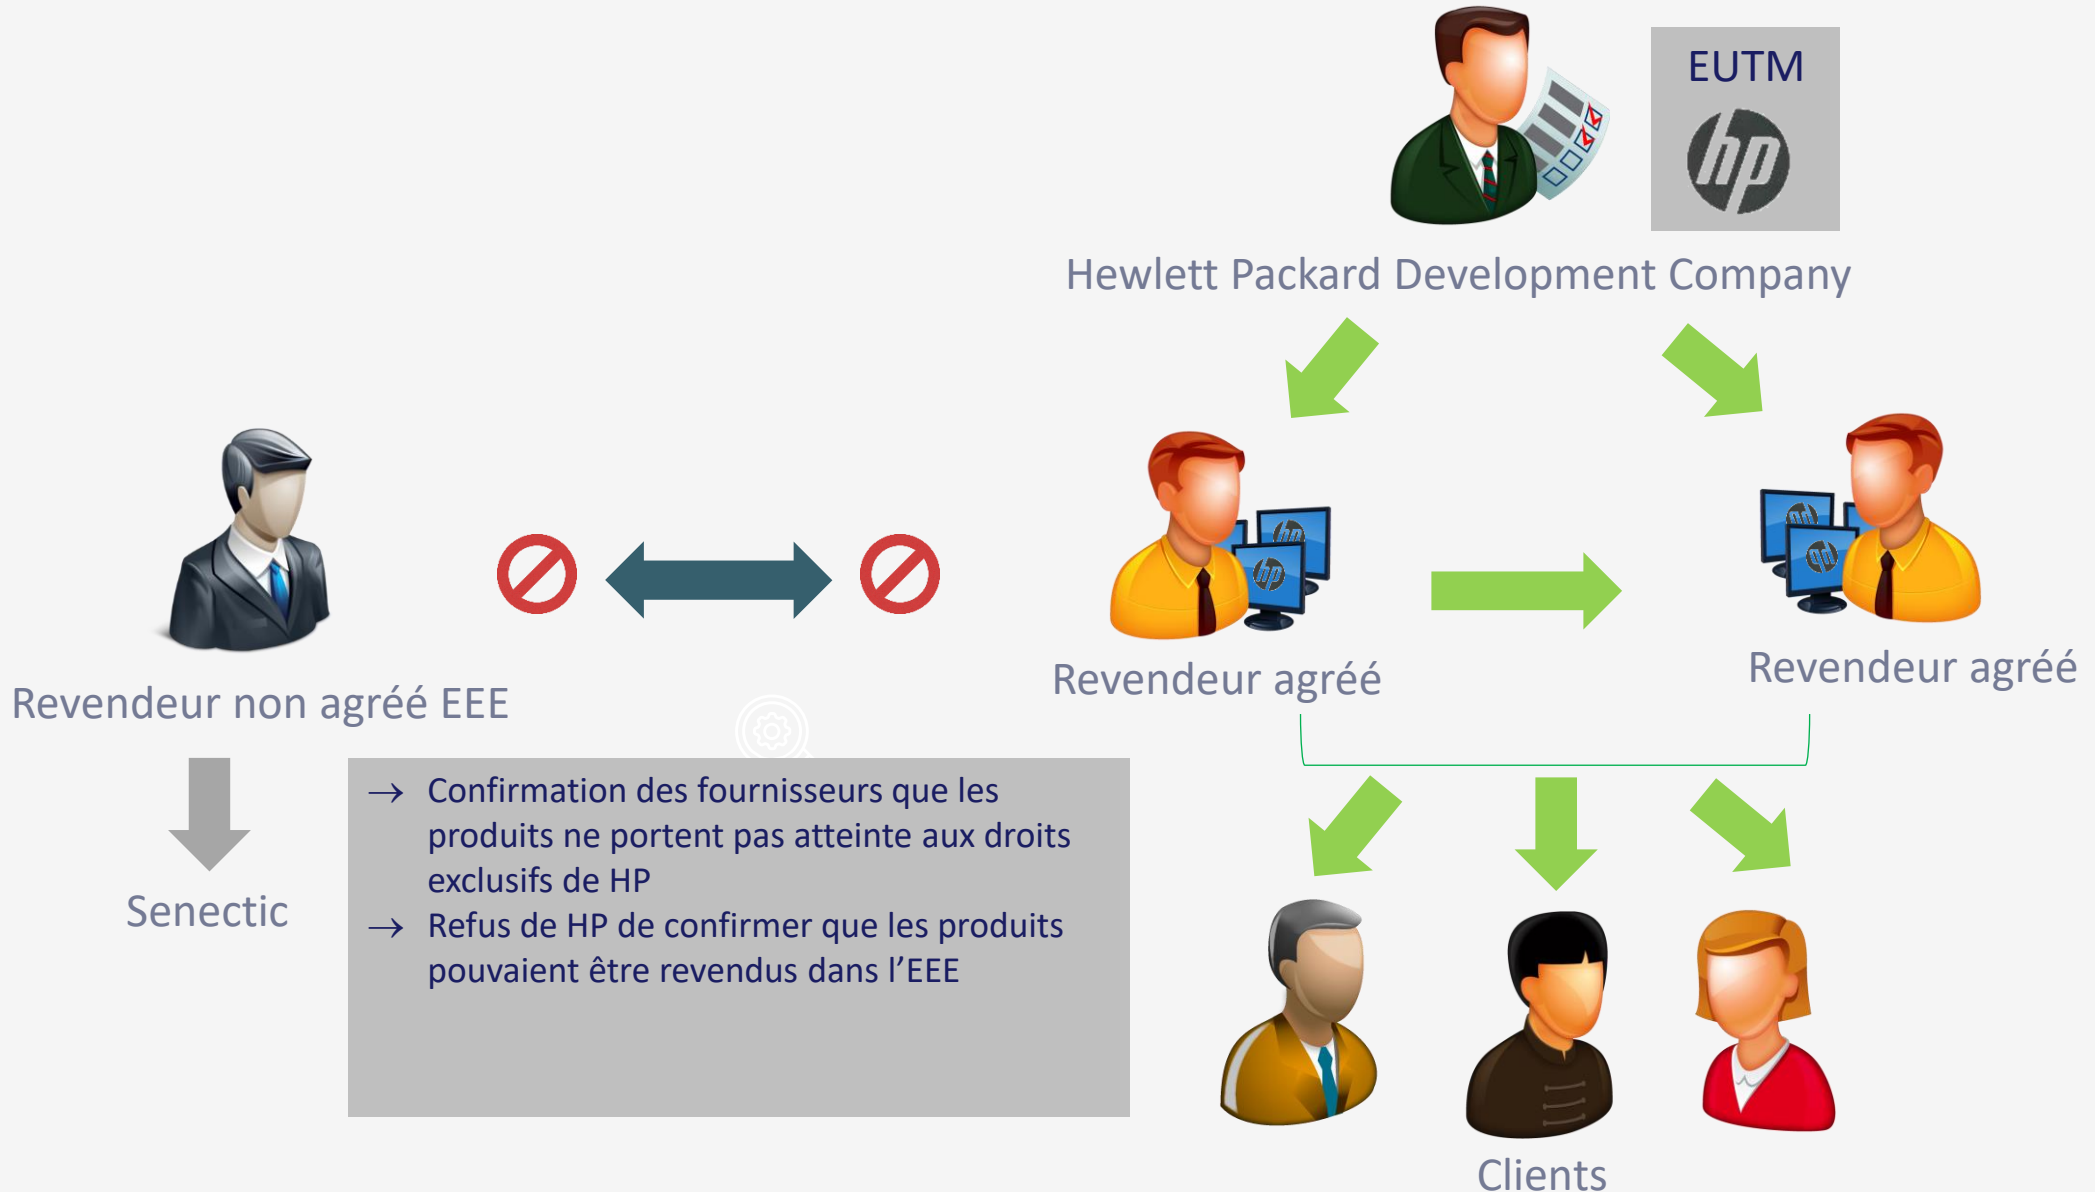 EUTM
hp
Hewlett Packard Development Company
hp
hp
Revendeur agréé
Revendeur agréé
Revendeur non agréé EEE
→ Confirmation des fournisseurs que les
produits ne portent pas atteinte aux droits
exclusifs de HP
→ Refus de HP de confirmer que les produits
pouvaient être revendus dans l’EEE
Senectic
Clients